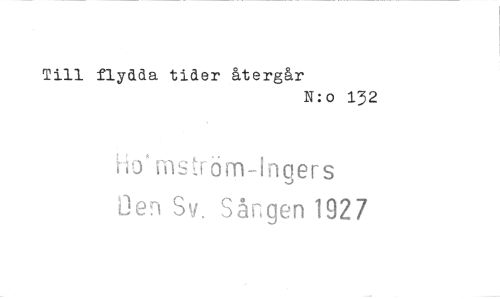 Till flydda tider återgår
N:o 132
Holmström-Ingers
Den Sv. Sången 1927